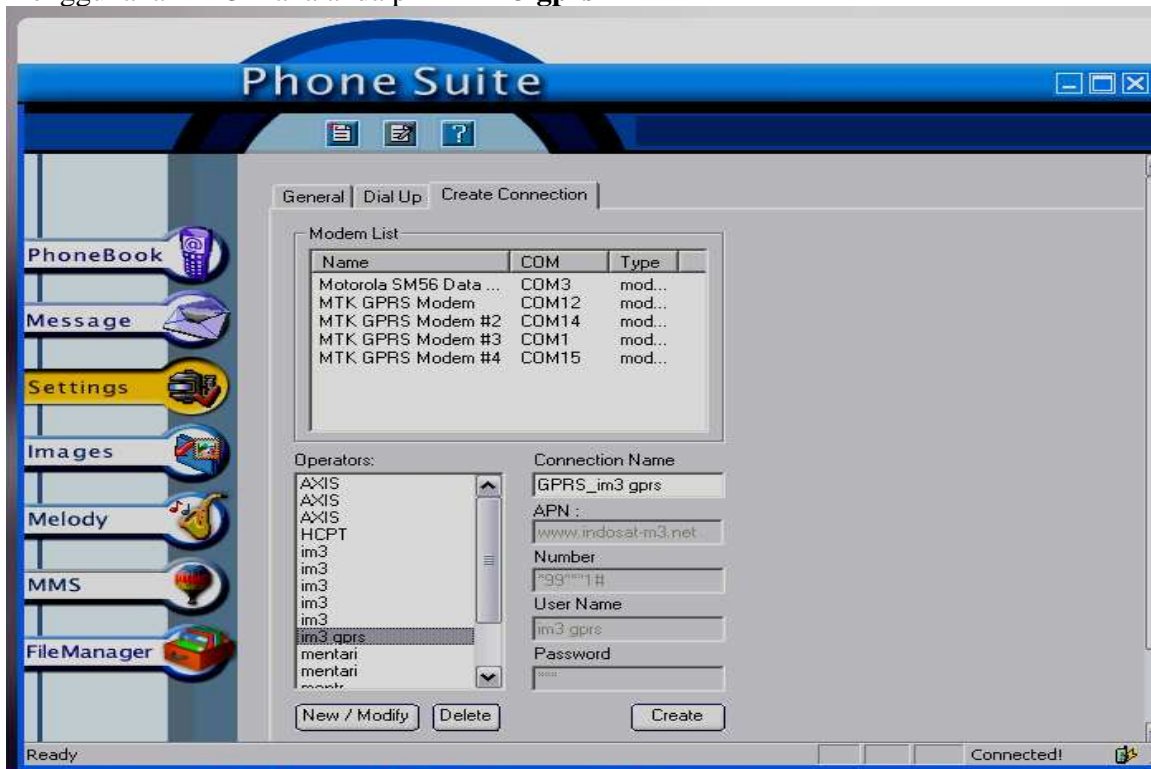 Phone Suite
General Dial Up Create Connection
Modem List
Name COM Type
Motorola SM56 Data ... COM3 mod...
MTK GPRS Modem COM12 mod...
MTK GPRS Modem #2 COM14 mod...
MTK GPRS Modem #3 COM1 mod...
MTK GPRS Modem #4 COM15 mod...
PhoneBook
Message
Settings
Images
Melody
MMS
FileManager
Operators:
AXIS
AXIS
AXIS
HCPT
im3
im3
im3
im3
im3
im3 gprs
mentari
mentari
Connection Name
GPRS_im3 gprs
APN :
www.indosat-m3.net
Number
*99***1#
User Name
im3 gprs
Password
***
New / Modify Delete Create
Ready Connected!